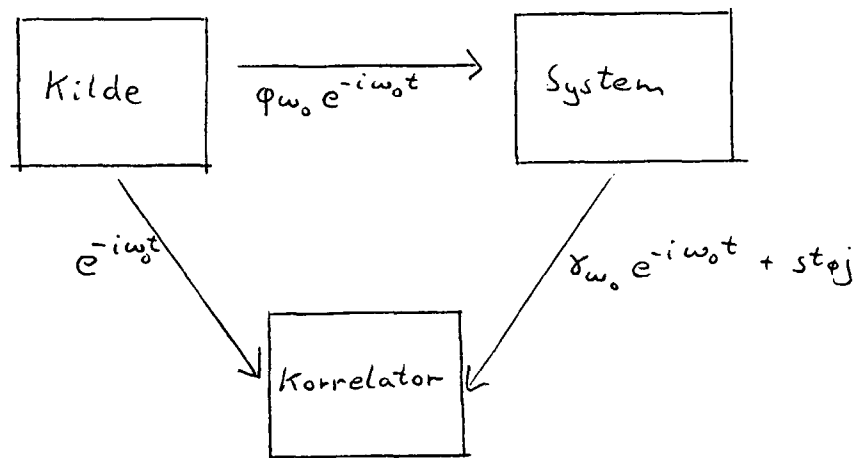 Kilde
φω₀ e^{-iω₀t}
System
e^{-iω₀t}
γω₀ e^{-iω₀t} + støj
Korrelator